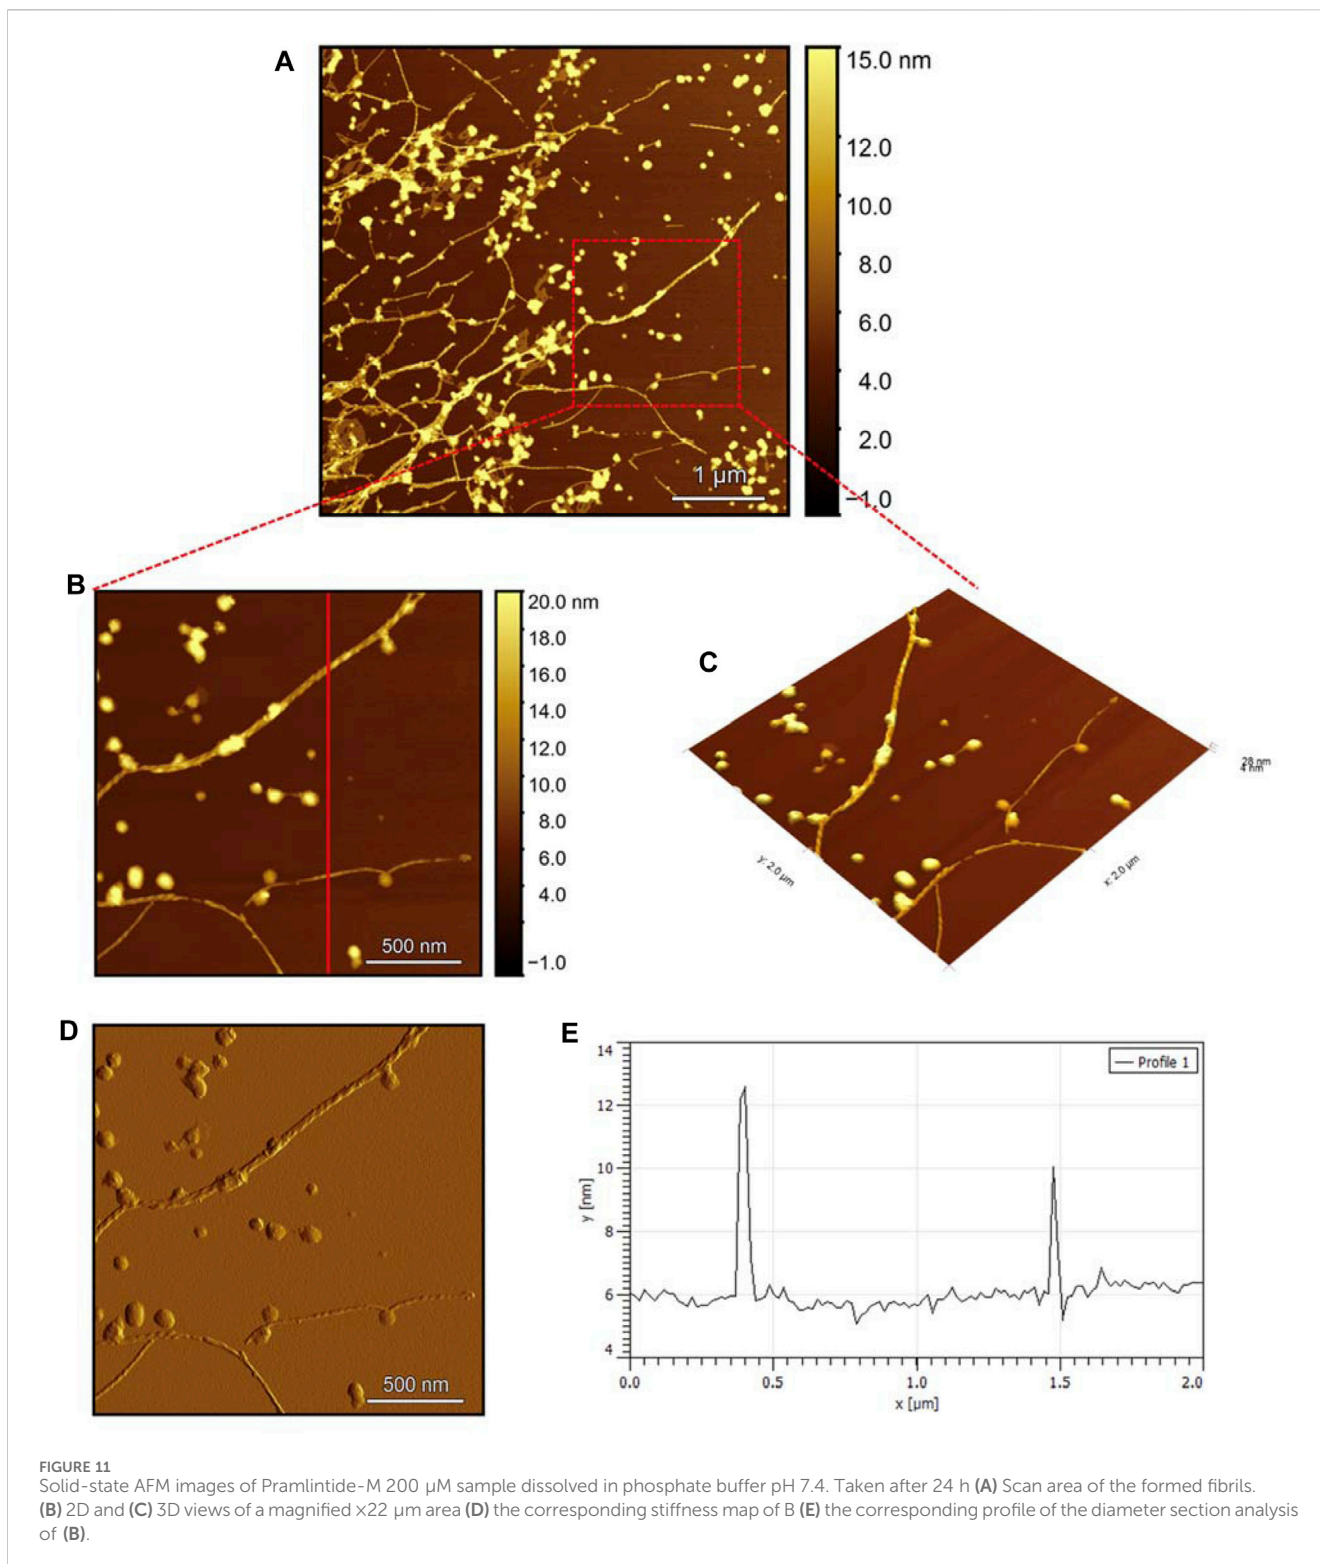 A
15.0 nm
12.0
10.0
8.0
6.0
4.0
2.0
−1.0
1 µm
B
20.0 nm
18.0
16.0
14.0
12.0
10.0
8.0
6.0
4.0
−1.0
500 nm
C
28 nm
4 nm
y: 2.0 µm
x: 2.0 µm
D
500 nm
E
Profile 1
14
12
10
8
6
4
y [nm]
0.0 0.5 1.0 1.5 2.0
x [µm]
FIGURE 11
Solid-state AFM images of Pramlintide-M 200 µM sample dissolved in phosphate buffer pH 7.4. Taken after 24 h (A) Scan area of the formed fibrils.
(B) 2D and (C) 3D views of a magnified ×22 µm area (D) the corresponding stiffness map of B (E) the corresponding profile of the diameter section analysis
of (B).